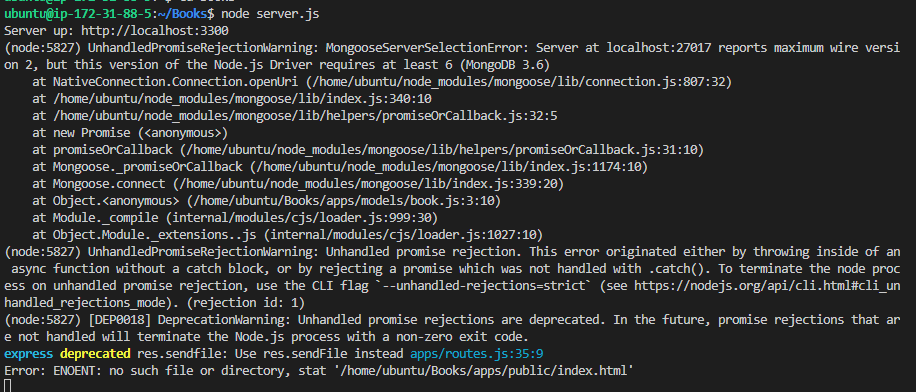 ubuntu@ip-172-31-88-5:~/Books$ node server.js
Server up: http://localhost:3300
(node:5827) UnhandledPromiseRejectionWarning: MongooseServerSelectionError: Server at localhost:27017 reports maximum wire versi
on 2, but this version of the Node.js Driver requires at least 6 (MongoDB 3.6)
    at NativeConnection.Connection.openUri (/home/ubuntu/node_modules/mongoose/lib/connection.js:807:32)
    at /home/ubuntu/node_modules/mongoose/lib/index.js:340:10
    at /home/ubuntu/node_modules/mongoose/lib/helpers/promiseOrCallback.js:32:5
    at new Promise (<anonymous>)
    at promiseOrCallback (/home/ubuntu/node_modules/mongoose/lib/helpers/promiseOrCallback.js:31:10)
    at Mongoose._promiseOrCallback (/home/ubuntu/node_modules/mongoose/lib/index.js:1174:10)
    at Mongoose.connect (/home/ubuntu/node_modules/mongoose/lib/index.js:339:20)
    at Object.<anonymous> (/home/ubuntu/Books/apps/models/book.js:3:10)
    at Module._compile (internal/modules/cjs/loader.js:999:30)
    at Object.Module._extensions..js (internal/modules/cjs/loader.js:1027:10)
(node:5827) UnhandledPromiseRejectionWarning: Unhandled promise rejection. This error originated either by throwing inside of an
 async function without a catch block, or by rejecting a promise which was not handled with .catch(). To terminate the node proc
ess on unhandled promise rejection, use the CLI flag `--unhandled-rejections=strict` (see https://nodejs.org/api/cli.html#cli_un
handled_rejections_mode). (rejection id: 1)
(node:5827) [DEP0018] DeprecationWarning: Unhandled promise rejections are deprecated. In the future, promise rejections that ar
e not handled will terminate the Node.js process with a non-zero exit code.
express deprecated res.sendfile: Use res.sendFile instead apps/routes.js:35:9
Error: ENOENT: no such file or directory, stat '/home/ubuntu/Books/apps/public/index.html'